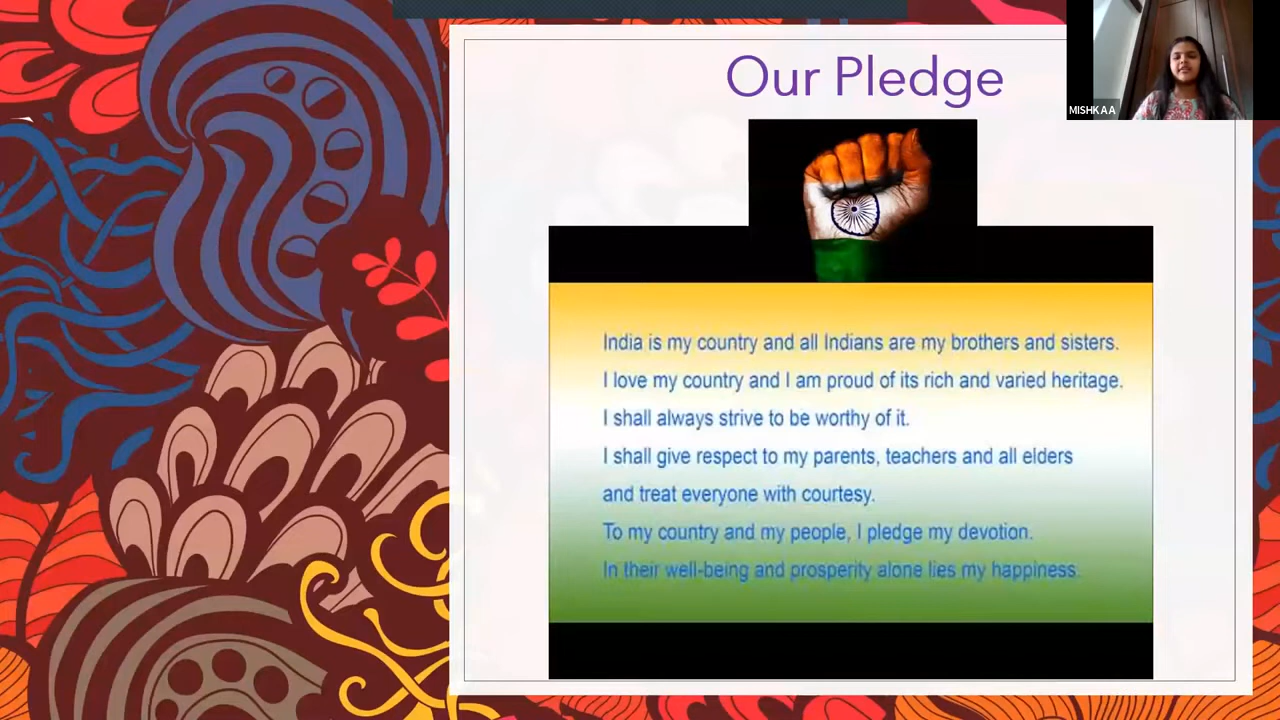 Our Pledge
MISHKAA
India is my country and all Indians are my brothers and sisters.
I love my country and I am proud of its rich and varied heritage.
I shall always strive to be worthy of it.
I shall give respect to my parents, teachers and all elders
and treat everyone with courtesy.
To my country and my people, I pledge my devotion.
In their well-being and prosperity alone lies my happiness.